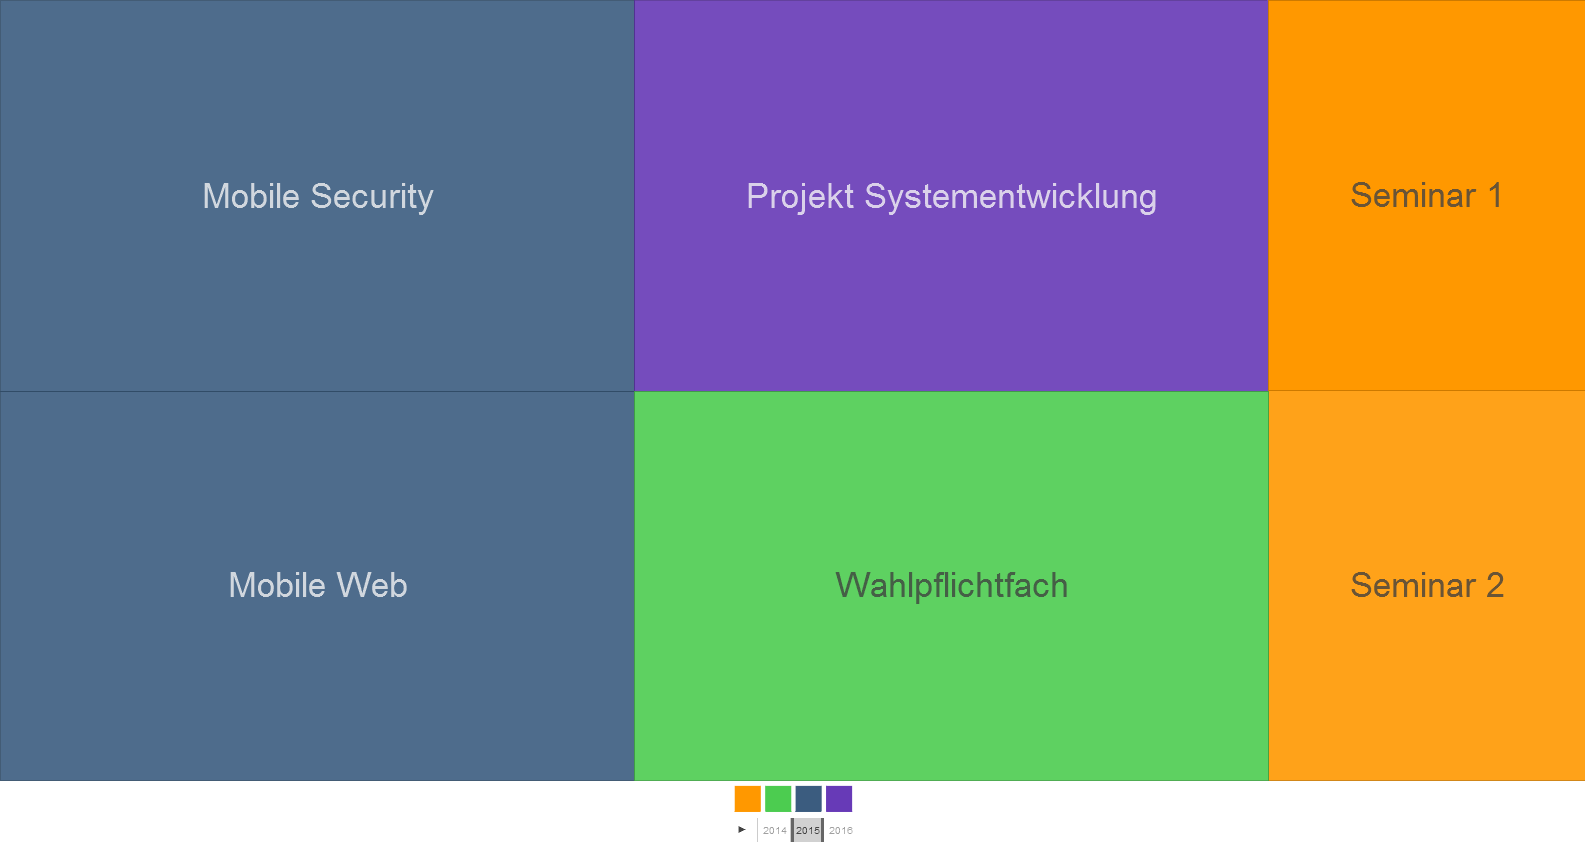 Mobile Security
Projekt Systementwicklung
Seminar 1
Mobile Web
Wahlpflichtfach
Seminar 2
2014 2015 2016